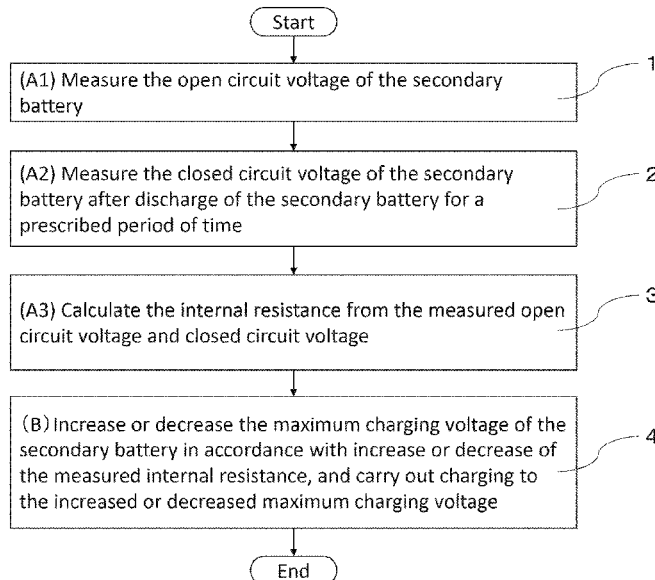 Start
(A1) Measure the open circuit voltage of the secondary
battery
1
(A2) Measure the closed circuit voltage of the secondary
battery after discharge of the secondary battery for a
prescribed period of time
2
(A3) Calculate the internal resistance from the measured open
circuit voltage and closed circuit voltage
3
(B) Increase or decrease the maximum charging voltage of the
secondary battery in accordance with increase or decrease of
the measured internal resistance, and carry out charging to
the increased or decreased maximum charging voltage
4
End